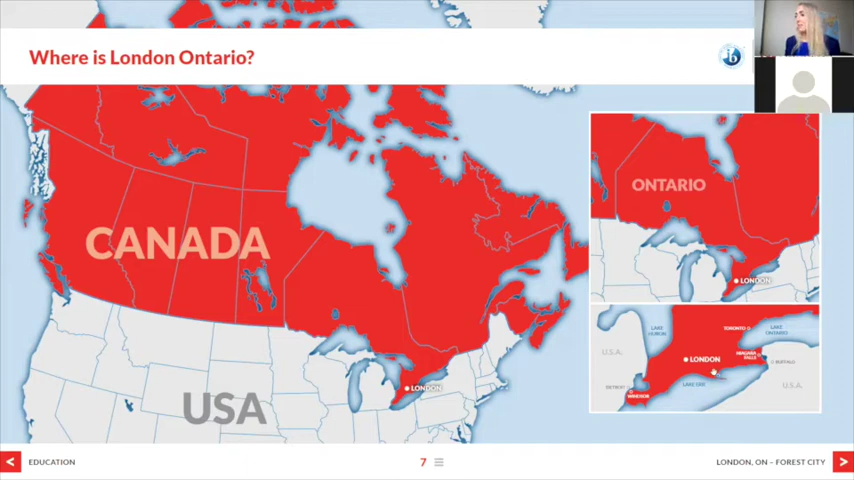 Where is London Ontario?
b
CANADA
USA
LONDON
ONTARIO
LONDON
LAKE HURON
TORONTO
LAKE ONTARIO
U.S.A.
LONDON
NIAGARA FALLS
BUFFALO
DETROIT
LAKE ERIE
U.S.A.
WINDSOR
EDUCATION
7
LONDON, ON – FOREST CITY